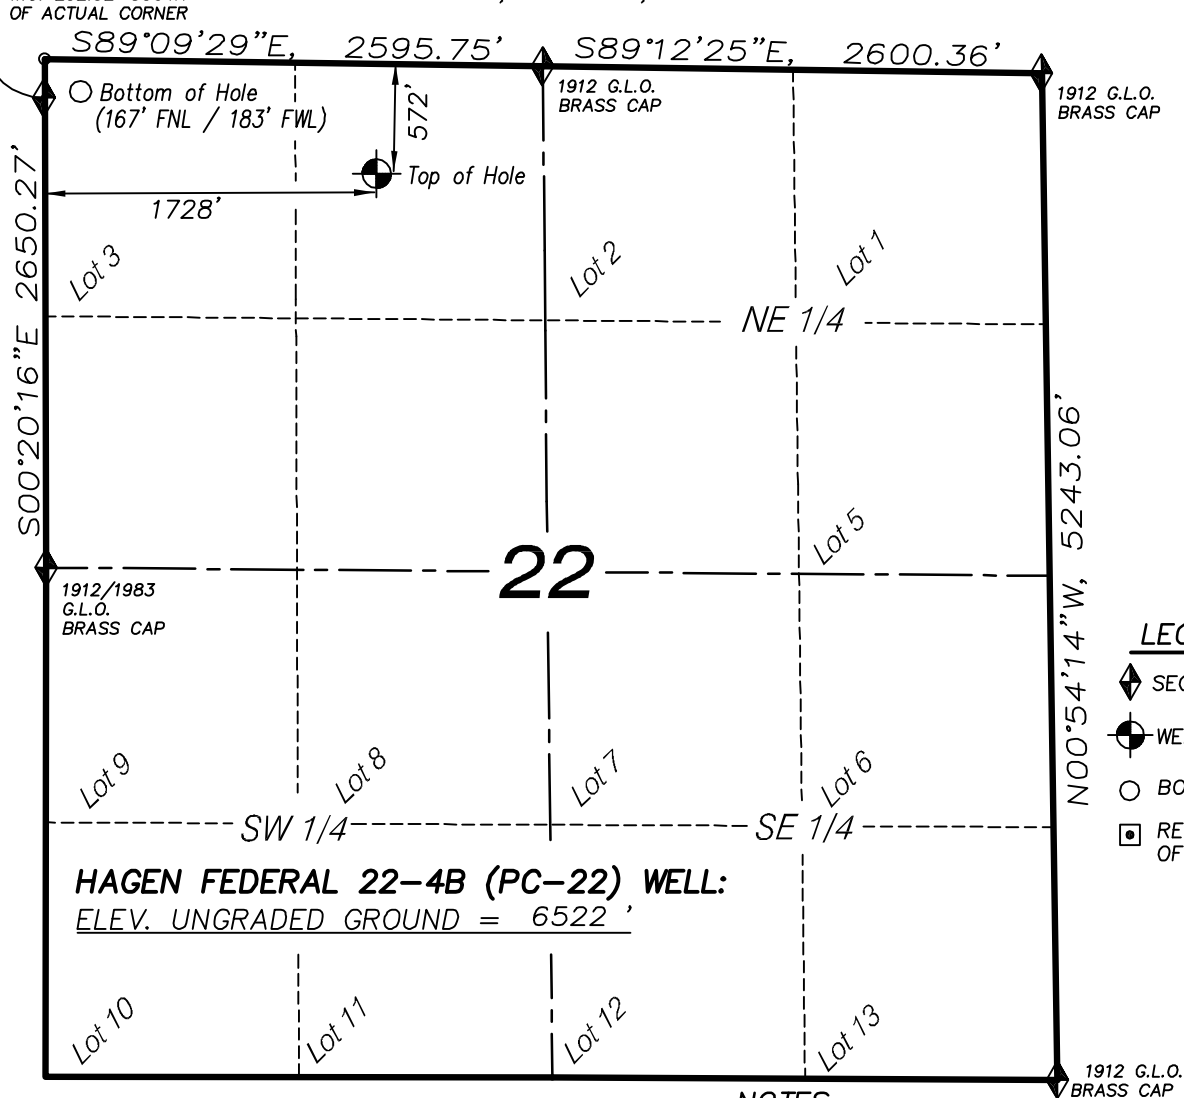 OF ACTUAL CORNER
S89°09'29"E, 2595.75'
S89°12'25"E, 2600.36'
1912 G.L.O.
BRASS CAP
1912 G.L.O.
BRASS CAP
Bottom of Hole
(167' FNL / 183' FWL)
572'
Top of Hole
1728'
S00°20'16"E 2650.27'
Lot 3
Lot 2
Lot 1
NE 1/4
Lot 5
22
N00°54'14"W, 5243.06'
1912/1983
G.L.O.
BRASS CAP
Lot 9
Lot 8
Lot 7
Lot 6
SW 1/4
SE 1/4
HAGEN FEDERAL 22-4B (PC-22) WELL:
ELEV. UNGRADED GROUND = 6522 '
Lot 10
Lot 11
Lot 12
Lot 13
1912 G.L.O.
BRASS CAP
NOTES